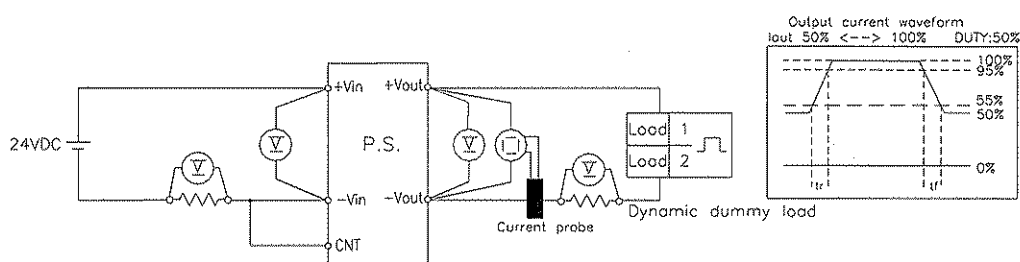 Output current waveform
Iout 50% <--> 100% DUTY:50%
100%
95%
55%
50%
0%
tr
tf
+Vin
+Vout
24VDC
V
V
P.S.
V
V
Load 1
Load 2
-Vin
-Vout
CNT
Current probe
Dynamic dummy load